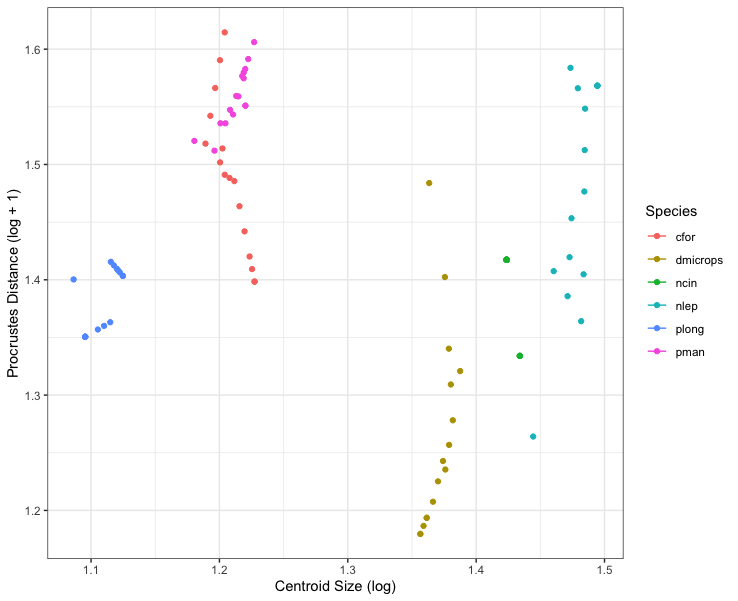 1.6
1.5
1.4
1.3
1.2
Procrustes Distance (log + 1)
1.1
1.2
1.3
1.4
1.5
Centroid Size (log)
Species
cfor
dmicrops
ncin
nlep
plong
pman